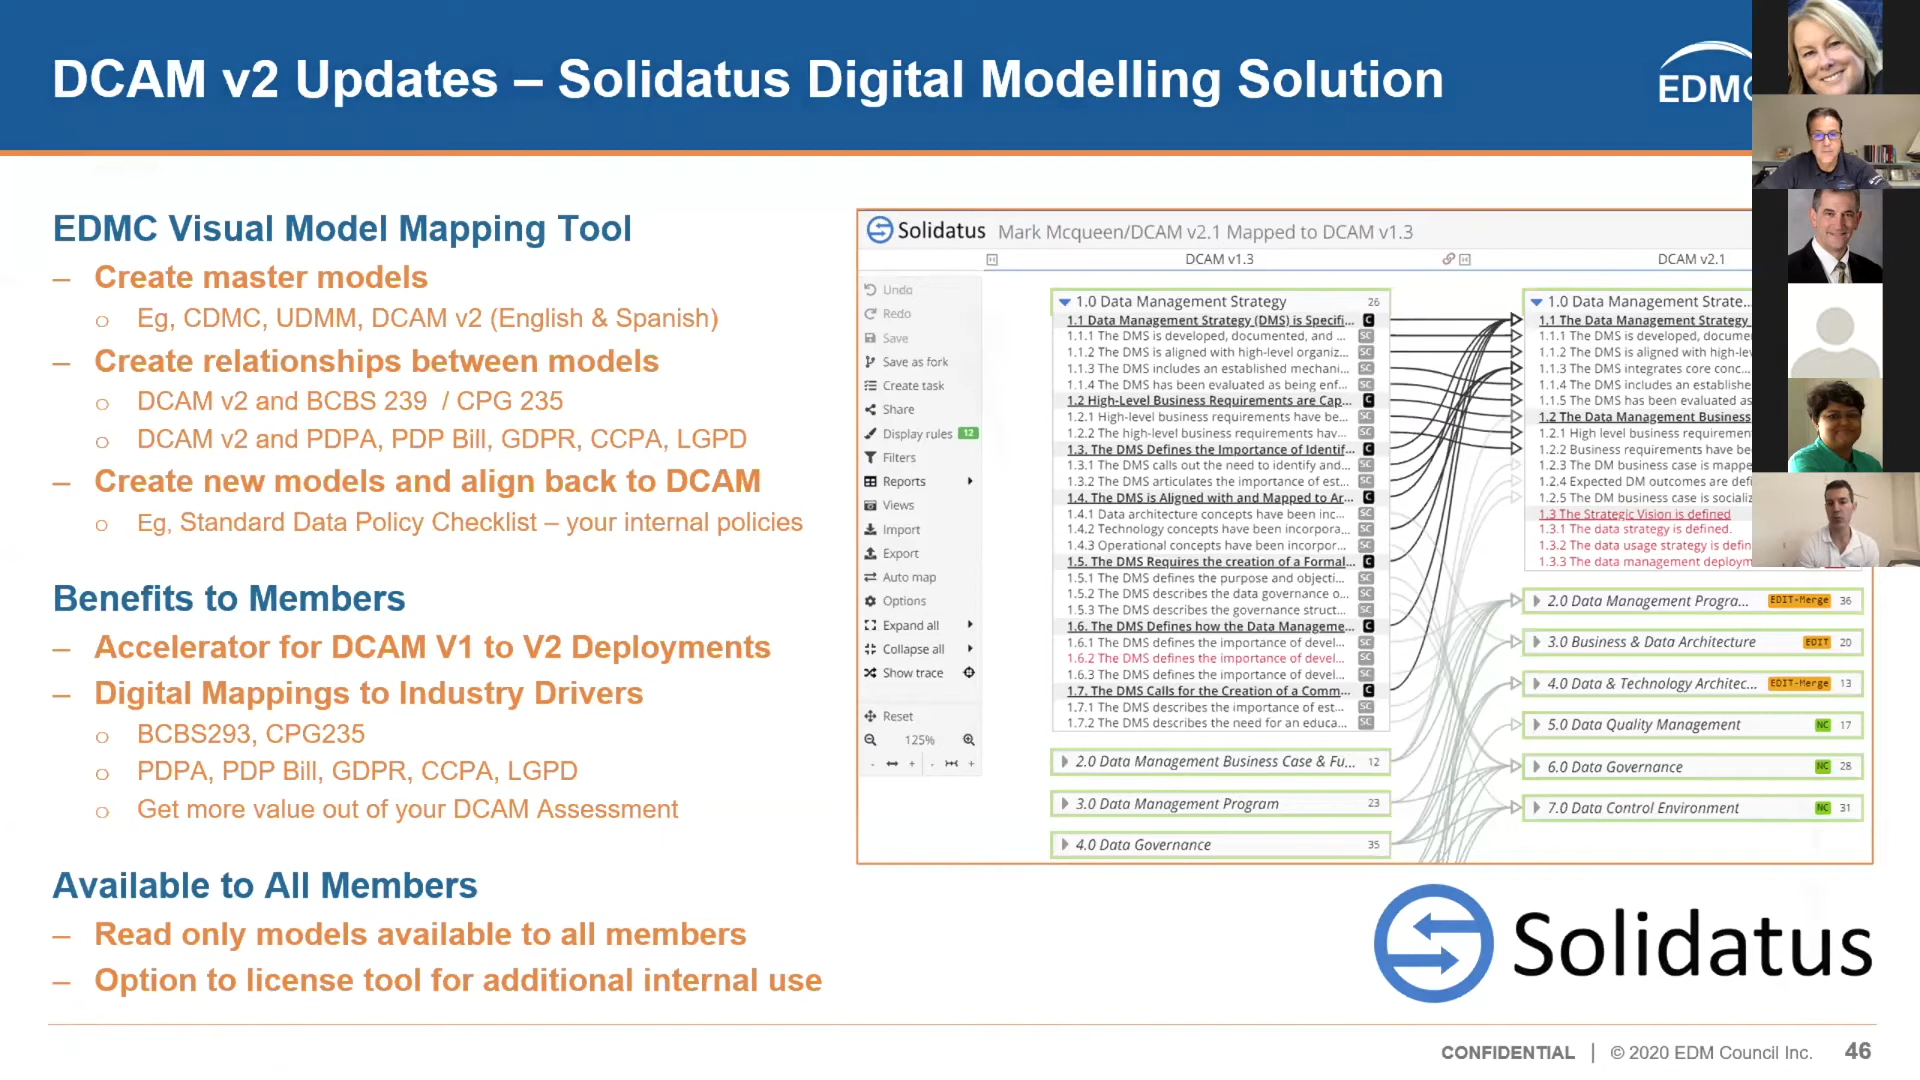 DCAM v2 Updates – Solidatus Digital Modelling Solution
EDMC
EDMC Visual Model Mapping Tool
– Create master models
o Eg, CDMC, UDMM, DCAM v2 (English & Spanish)
– Create relationships between models
o DCAM v2 and BCBS 239 / CPG 235
o DCAM v2 and PDPA, PDP Bill, GDPR, CCPA, LGPD
– Create new models and align back to DCAM
o Eg, Standard Data Policy Checklist – your internal policies
Benefits to Members
– Accelerator for DCAM V1 to V2 Deployments
– Digital Mappings to Industry Drivers
o BCBS293, CPG235
o PDPA, PDP Bill, GDPR, CCPA, LGPD
o Get more value out of your DCAM Assessment
Available to All Members
– Read only models available to all members
– Option to license tool for additional internal use
Solidatus Mark Mcqueen/DCAM v2.1 Mapped to DCAM v1.3
DCAM v1.3
DCAM v2.1
Undo
Redo
Save
Save as fork
Create task
Share
Display rules 12
Filters
Reports
Views
Import
Export
Auto map
Options
Expand all
Collapse all
Show trace
Reset
125%
1.0 Data Management Strategy 26
1.1 Data Management Strategy (DMS) is Specifi... C
1.1.1 The DMS is developed, documented, and ... SC
1.1.2 The DMS is aligned with high-level organiz... SC
1.1.3 The DMS includes an established mechani... SC
1.1.4 The DMS has been evaluated as being enf... SC
1.2 High-Level Business Requirements are Cap... C
1.2.1 High-level business requirements have be... SC
1.2.2 The high-level business requirements hav... SC
1.3. The DMS Defines the Importance of Identif... C
1.3.1 The DMS calls out the need to identify and... SC
1.3.2 The DMS articulates the importance of est... SC
1.4. The DMS is Aligned with and Mapped to Ar... C
1.4.1 Data architecture concepts have been inc... SC
1.4.2 Technology concepts have been incorpora... SC
1.4.3 Operational concepts have been incorpor... SC
1.5. The DMS Requires the creation of a Formal... C
1.5.1 The DMS defines the purpose and objecti... SC
1.5.2 The DMS describes the data governance o... SC
1.5.3 The DMS describes the governance struct... SC
1.6. The DMS Defines how the Data Manageme... C
1.6.1 The DMS defines the importance of devel... SC
1.6.2 The DMS defines the importance of devel... SC
1.6.3 The DMS defines the importance of devel... SC
1.7. The DMS Calls for the Creation of a Comm... C
1.7.1 The DMS describes the importance of est... SC
1.7.2 The DMS describes the need for an educa... SC
2.0 Data Management Business Case & Fu... 12
3.0 Data Management Program 23
4.0 Data Governance 35
1.0 Data Management Strate...
1.1 The Data Management Strategy
1.1.1 The DMS is developed, docume
1.1.2 The DMS is aligned with high-le
1.1.3 The DMS integrates core conc...
1.1.4 The DMS includes an establishe
1.1.5 The DMS has been evaluated as
1.2 The Data Management Business
1.2.1 High level business requiremen
1.2.2 Business requirements have be
1.2.3 The DM business case is mappe
1.2.4 Expected DM outcomes are defi
1.2.5 The DM business case is socializ
1.3 The Strategic Vision is defined
1.3.1 The data strategy is defined.
1.3.2 The data usage strategy is defin
1.3.3 The data management deploym
2.0 Data Management Progra... EDIT-Merge 36
3.0 Business & Data Architecture EDIT 20
4.0 Data & Technology Architec... EDIT-Merge 13
5.0 Data Quality Management NC 17
6.0 Data Governance NC 28
7.0 Data Control Environment NC 31
Solidatus
CONFIDENTIAL | © 2020 EDM Council Inc. 46